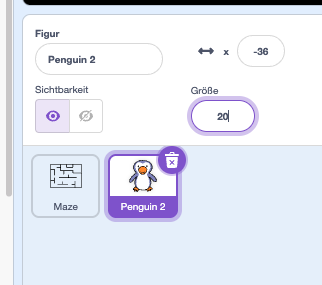 Figur
Penguin 2
x
-36
Sichtbarkeit
Größe
20
Maze
Penguin 2